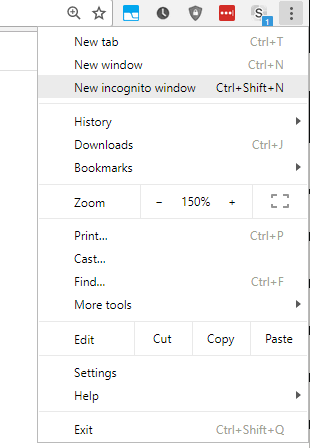 S
1
New tab Ctrl+T
New window Ctrl+N
New incognito window Ctrl+Shift+N
History
Downloads Ctrl+J
Bookmarks
Zoom − 150% +
Print... Ctrl+P
Cast...
Find... Ctrl+F
More tools
Edit Cut Copy Paste
Settings
Help
Exit Ctrl+Shift+Q